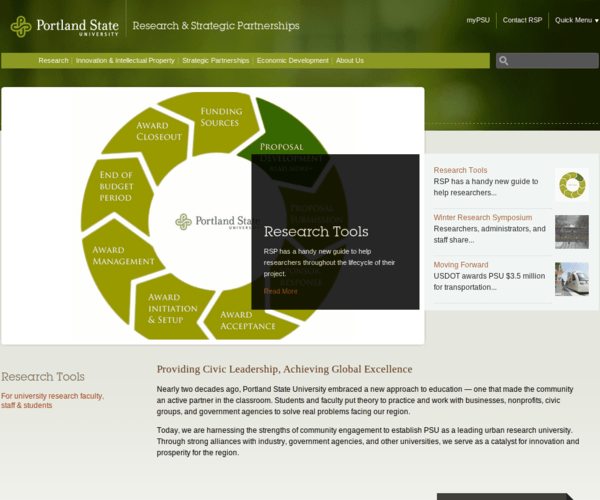 Portland State
UNIVERSITY
Research & Strategic Partnerships
myPSU
Contact RSP
Quick Menu
Research
Innovation & Intellectual Property
Strategic Partnerships
Economic Development
About Us
FUNDING
SOURCES
PROPOSAL
DEVELOPMENT
PROPOSAL
SUBMISSION
RESPONSE
AWARD
ACCEPTANCE
AWARD
INITIATION
& SETUP
AWARD
MANAGEMENT
END OF
BUDGET
PERIOD
AWARD
CLOSEOUT
Portland State
UNIVERSITY
Research Tools
RSP has a handy new guide to help
researchers throughout the lifecycle of their
project.
Read More
Research Tools
RSP has a handy new guide to
help researchers...
Winter Research Symposium
Researchers, administrators, and
staff share...
Moving Forward
USDOT awards PSU $3.5 million
for transportation...
Research Tools
For university research faculty,
staff & students
Providing Civic Leadership, Achieving Global Excellence
Nearly two decades ago, Portland State University embraced a new approach to education — one that made the community
an active partner in the classroom. Students and faculty put theory to practice and work with businesses, nonprofits, civic
groups, and government agencies to solve real problems facing our region.
Today, we are harnessing the strengths of community engagement to establish PSU as a leading urban research university.
Through strong alliances with industry, government agencies, and other universities, we serve as a catalyst for innovation and
prosperity for the region.